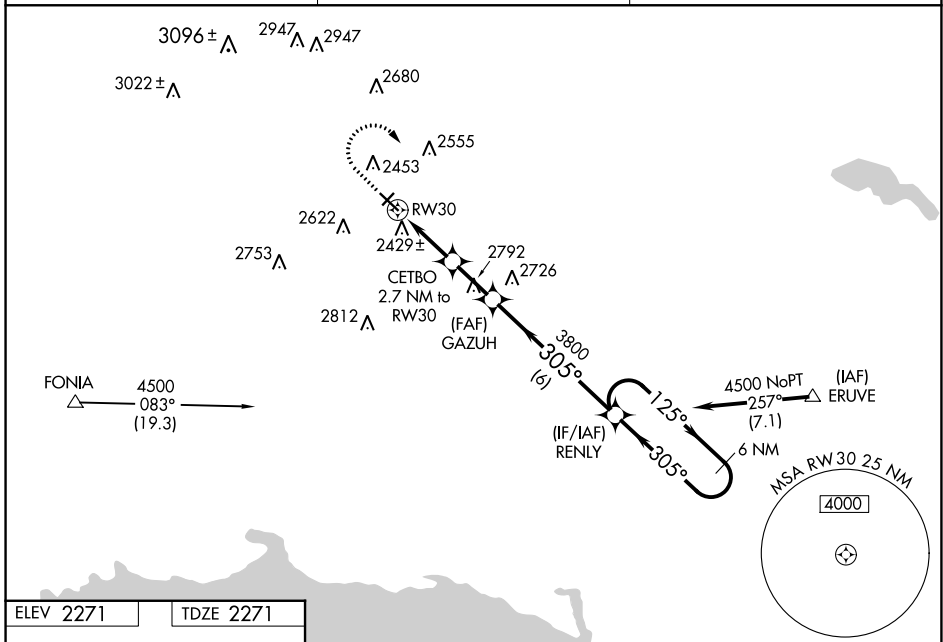 3096±
2947
2947
3022±
2680
2555
2453
RW30
2622
2429±
2753
2792
2726
CETBO
2.7 NM to
RW30
2812
(FAF)
GAZUH
3800
305°
(6)
FONIA
4500
083°
(19.3)
4500 NoPT
257°
(7.1)
(IAF)
ERUVE
125°
(IF/IAF)
RENLY
305°
6 NM
MSA RW 30 25 NM
4000
ELEV 2271
TDZE 2271